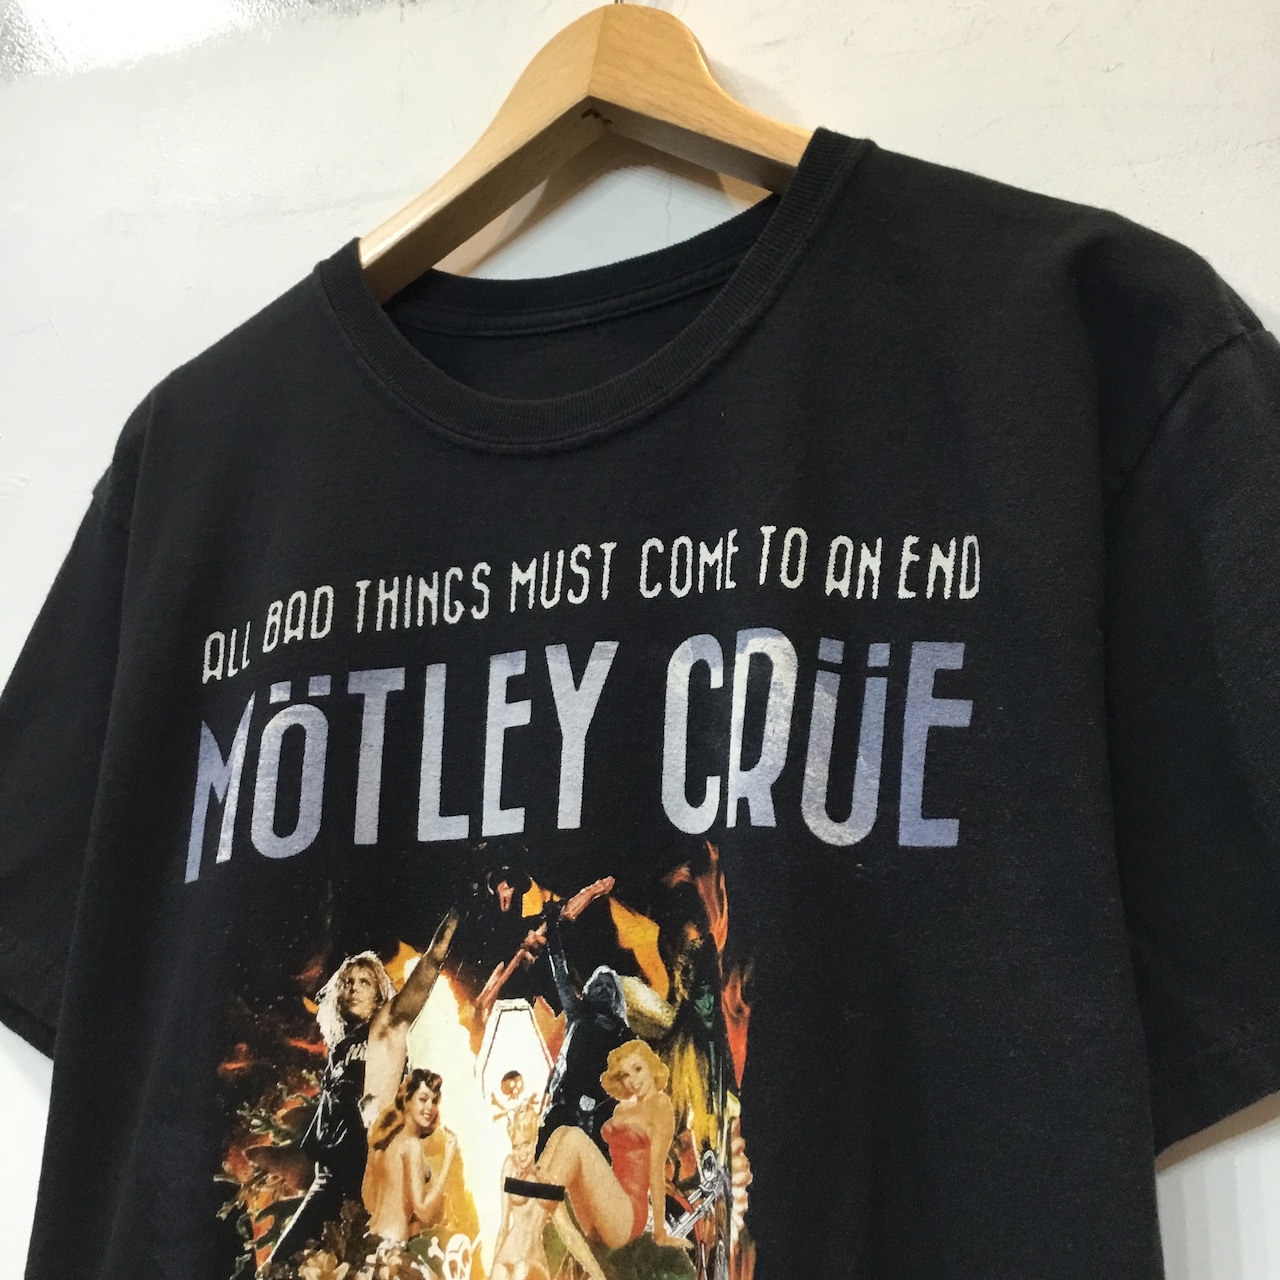 ALL BAD THINGS MUST COME TO AN END
MÖTLEY CRÜE